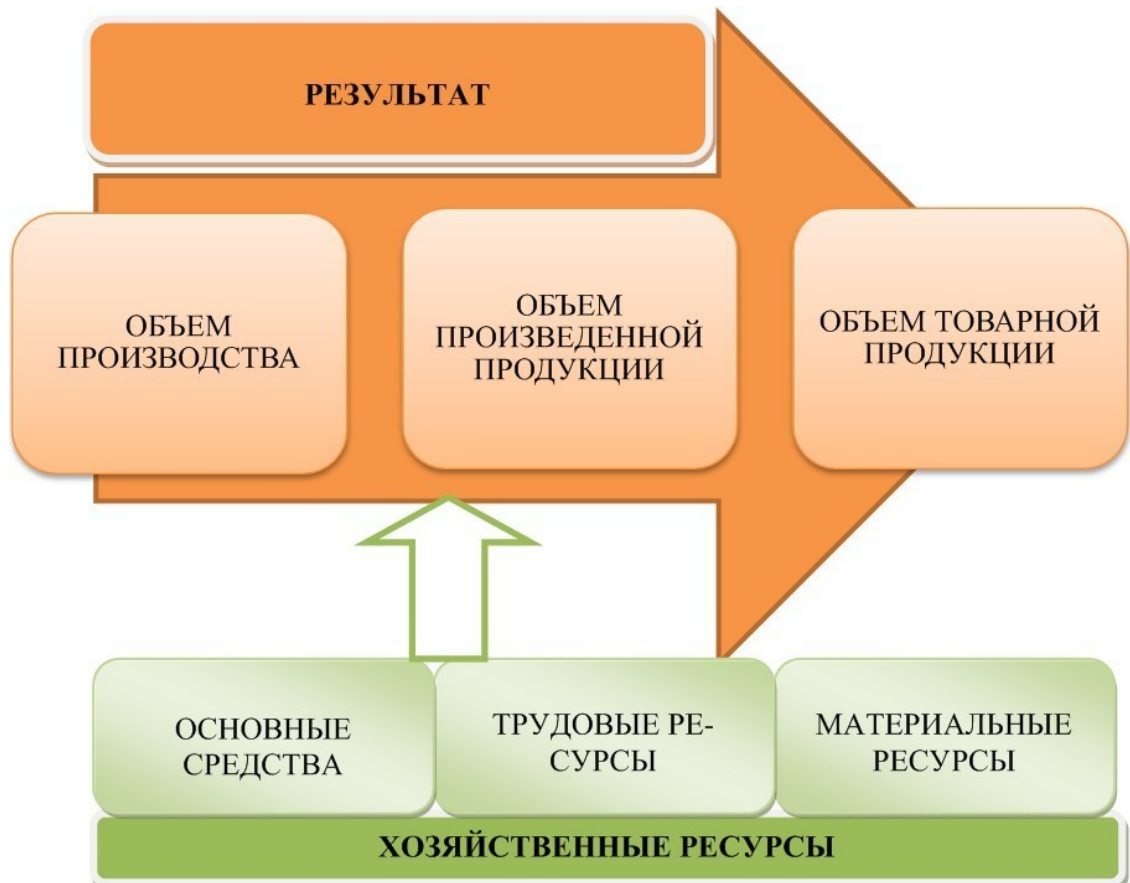 РЕЗУЛЬТАТ
ОБЪЕМ
ПРОИЗВОДСТВА
ОБЪЕМ
ПРОИЗВЕДЕННОЙ
ПРОДУКЦИИ
ОБЪЕМ ТОВАРНОЙ
ПРОДУКЦИИ
ОСНОВНЫЕ
СРЕДСТВА
ТРУДОВЫЕ РЕ-
СУРСЫ
МАТЕРИАЛЬНЫЕ
РЕСУРСЫ
ХОЗЯЙСТВЕННЫЕ РЕСУРСЫ